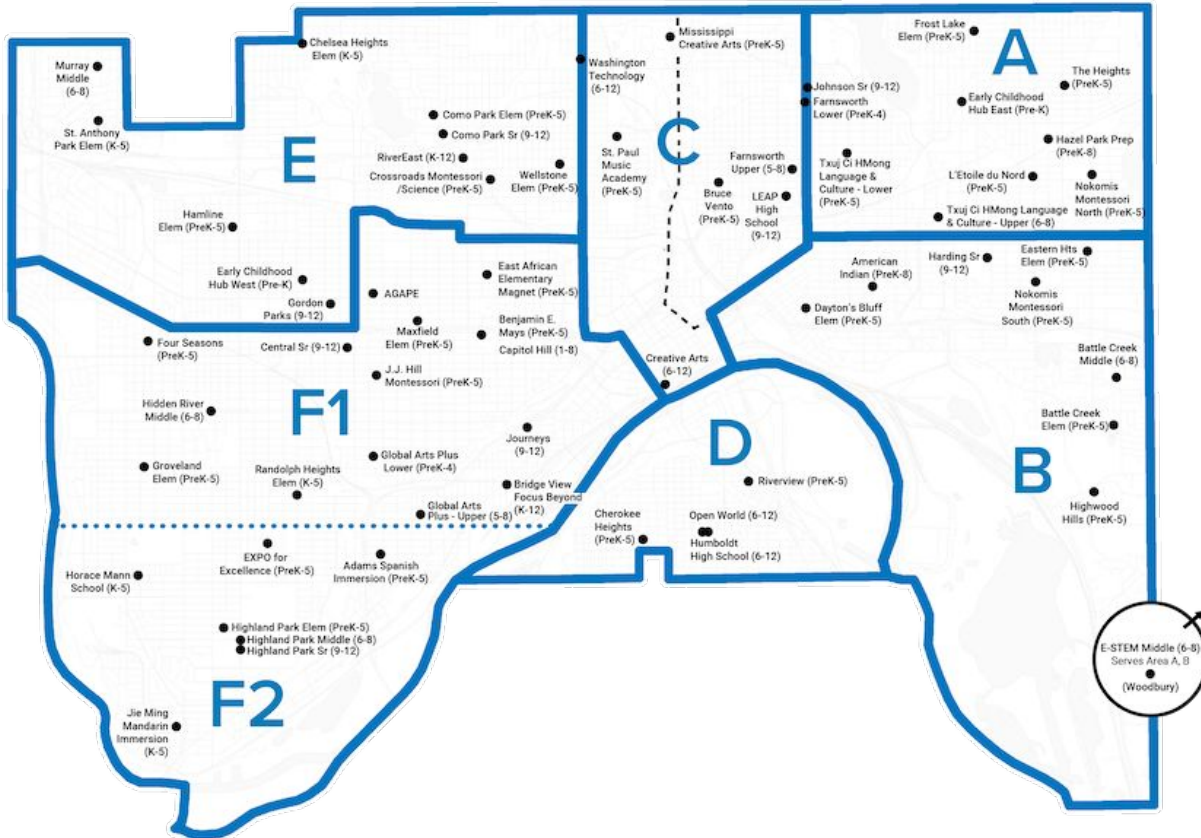 Chelsea Heights
Elem (K-5)
Murray
Middle
(6-8)
St. Anthony
Park Elem (K-5)
Como Park Elem (PreK-5)
Como Park Sr (9-12)
RiverEast (K-12)
Crossroads Montessori
/Science (PreK-5)
Wellstone
Elem (PreK-5)
E
Hamline
Elem (PreK-5)
Early Childhood
Hub West (Pre-K)
Gordon
Parks (9-12)
Mississippi
Creative Arts (PreK-5)
Washington
Technology
(6-12)
C
St. Paul
Music
Academy
(PreK-5)
Farnsworth
Upper (5-8)
Bruce
Vento
(PreK-5)
LEAP
High
School
(9-12)
Creative Arts
(6-12)
Frost Lake
Elem (PreK-5)
A
The Heights
(PreK-5)
Johnson Sr (9-12)
Farnsworth
Lower (PreK-4)
Early Childhood
Hub East (Pre-K)
Hazel Park Prep
(PreK-8)
Txuj Ci HMong
Language &
Culture - Lower
(PreK-5)
L'Etoile du Nord
(PreK-5)
Nokomis
Montessori
North (PreK-5)
Txuj Ci HMong Language
& Culture - Upper (6-8)
American
Indian (PreK-8)
Harding Sr
(9-12)
Eastern Hts
Elem (PreK-5)
Dayton's Bluff
Elem (PreK-5)
Nokomis
Montessori
South (PreK-5)
Battle Creek
Middle (6-8)
Battle Creek
Elem (PreK-5)
B
Highwood
Hills (PreK-5)
E-STEM Middle (6-8)
Serves Area A, B
(Woodbury)
East African
Elementary
Magnet (PreK-5)
AGAPE
Maxfield
Elem (PreK-5)
Benjamin E.
Mays (PreK-5)
Capitol Hill (1-8)
Four Seasons
(PreK-5)
Central Sr (9-12)
J.J. Hill
Montessori (PreK-5)
F1
Hidden River
Middle (6-8)
Journeys
(9-12)
Groveland
Elem (PreK-5)
Global Arts Plus
Lower (PreK-4)
Randolph Heights
Elem (K-5)
Bridge View
Focus Beyond
(K-12)
Global Arts
Plus - Upper (5-8)
D
Riverview (PreK-5)
Cherokee
Heights
(PreK-5)
Open World (6-12)
Humboldt
High School (6-12)
EXPO for
Excellence (PreK-5)
Adams Spanish
Immersion (PreK-5)
Horace Mann
School (K-5)
Highland Park Elem (PreK-5)
Highland Park Middle (6-8)
Highland Park Sr (9-12)
F2
Jie Ming
Mandarin
Immersion
(K-5)